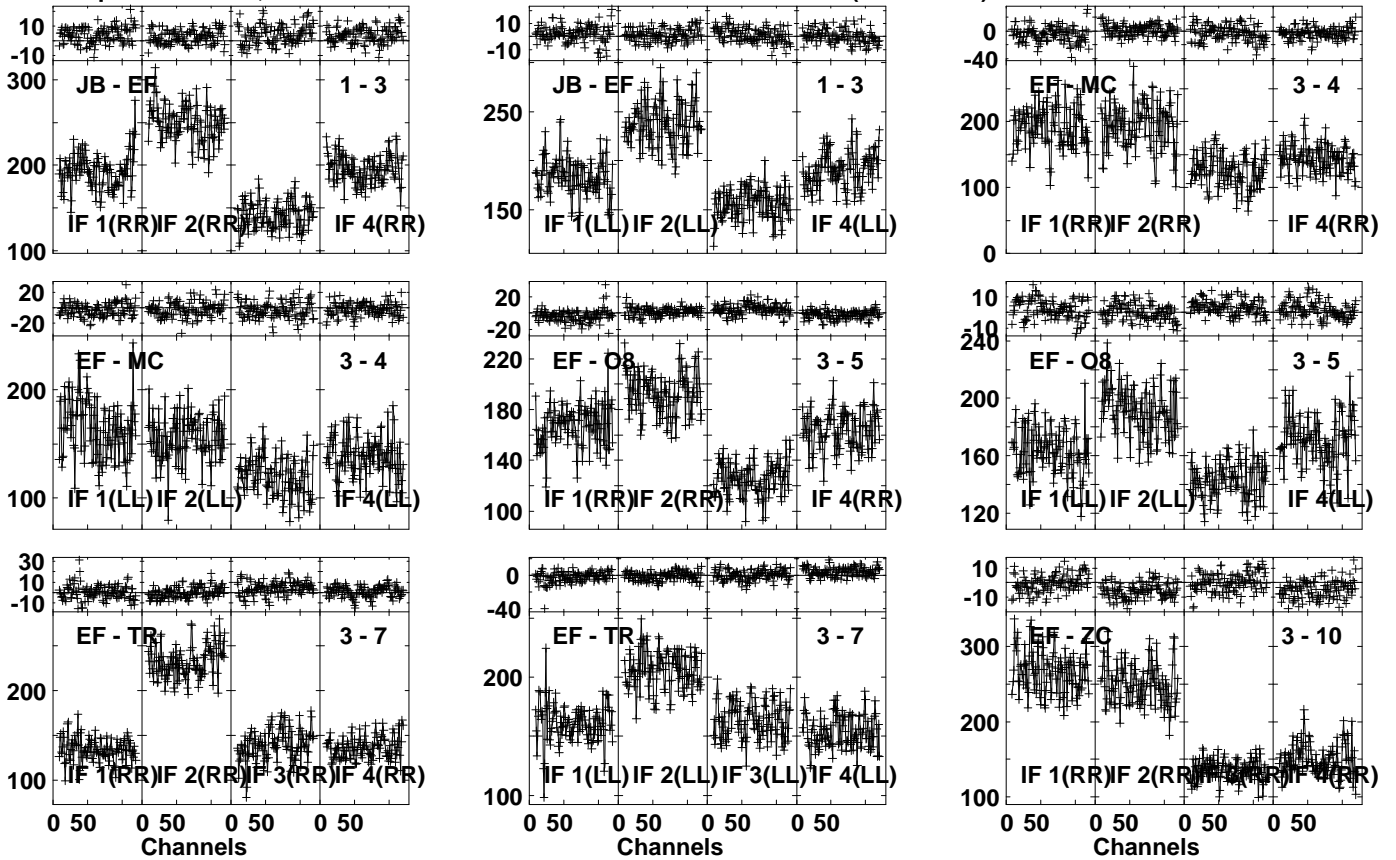 10
-10
300
200
100
JB - EF
1 - 3
IF 1(RR) IF 2(RR) IF 4(RR)
10
-10
250
150
JB - EF
1 - 3
IF 1(LL) IF 2(LL) IF 4(LL)
0
-40
200
100
0
EF - MC
3 - 4
IF 1(RR) IF 2(RR) IF 4(RR)
20
-20
200
100
EF - MC
3 - 4
IF 1(LL) IF 2(LL) IF 4(LL)
20
-20
220
180
140
100
EF - O8
3 - 5
IF 1(RR) IF 2(RR) IF 4(RR)
10
-10
240
200
160
120
EF - O8
3 - 5
IF 1(LL) IF 2(LL) IF 4(LL)
30
10
-10
200
100
EF - TR
3 - 7
IF 1(RR) IF 2(RR) IF 3(RR) IF 4(RR)
0 50 0 50 0 50 0 50
Channels
0
-40
200
100
EF - TR
3 - 7
IF 1(LL) IF 2(LL) IF 3(LL) IF 4(LL)
0 50 0 50 0 50 0 50
Channels
10
-10
300
200
100
EF - ZC
3 - 10
IF 1(RR) IF 2(RR) IF 3(RR) IF 4(RR)
0 50 0 50 0 50 0 50
Channels